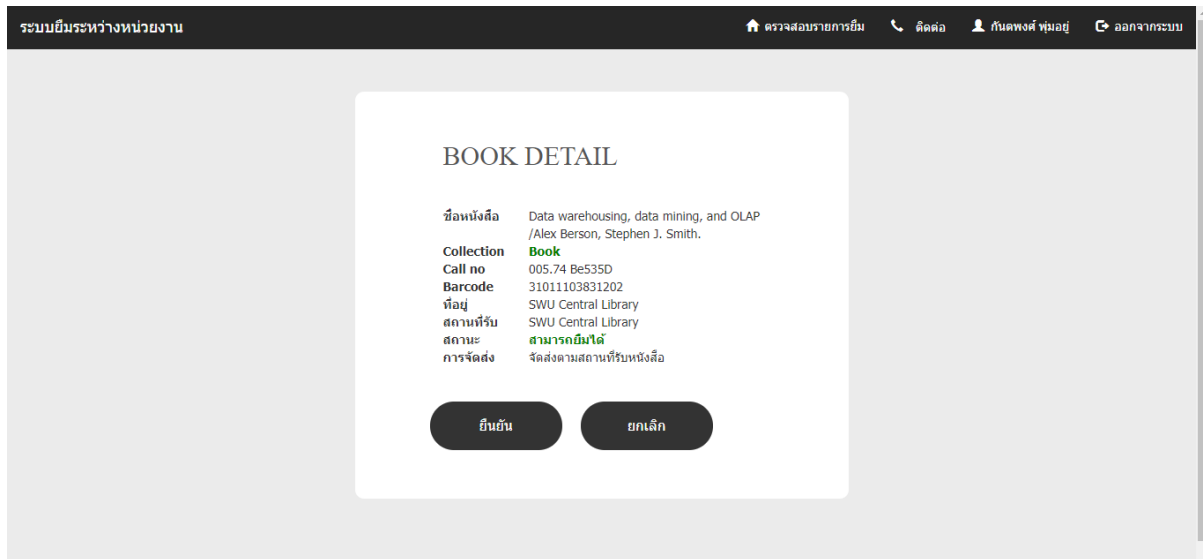 ระบบยืมระหว่างหน่วยงาน ตรวจสอบรายการยืม ติดต่อ กันตพงศ์ พุ่มอยู่ ออกจากระบบ
BOOK DETAIL
ชื่อหนังสือ Data warehousing, data mining, and OLAP
/Alex Berson, Stephen J. Smith.
Collection Book
Call no 005.74 Be535D
Barcode 31011103831202
ที่อยู่ SWU Central Library
สถานที่รับ SWU Central Library
สถานะ สามารถยืมได้
การจัดส่ง จัดส่งตามสถานที่รับหนังสือ
ยืนยัน ยกเลิก